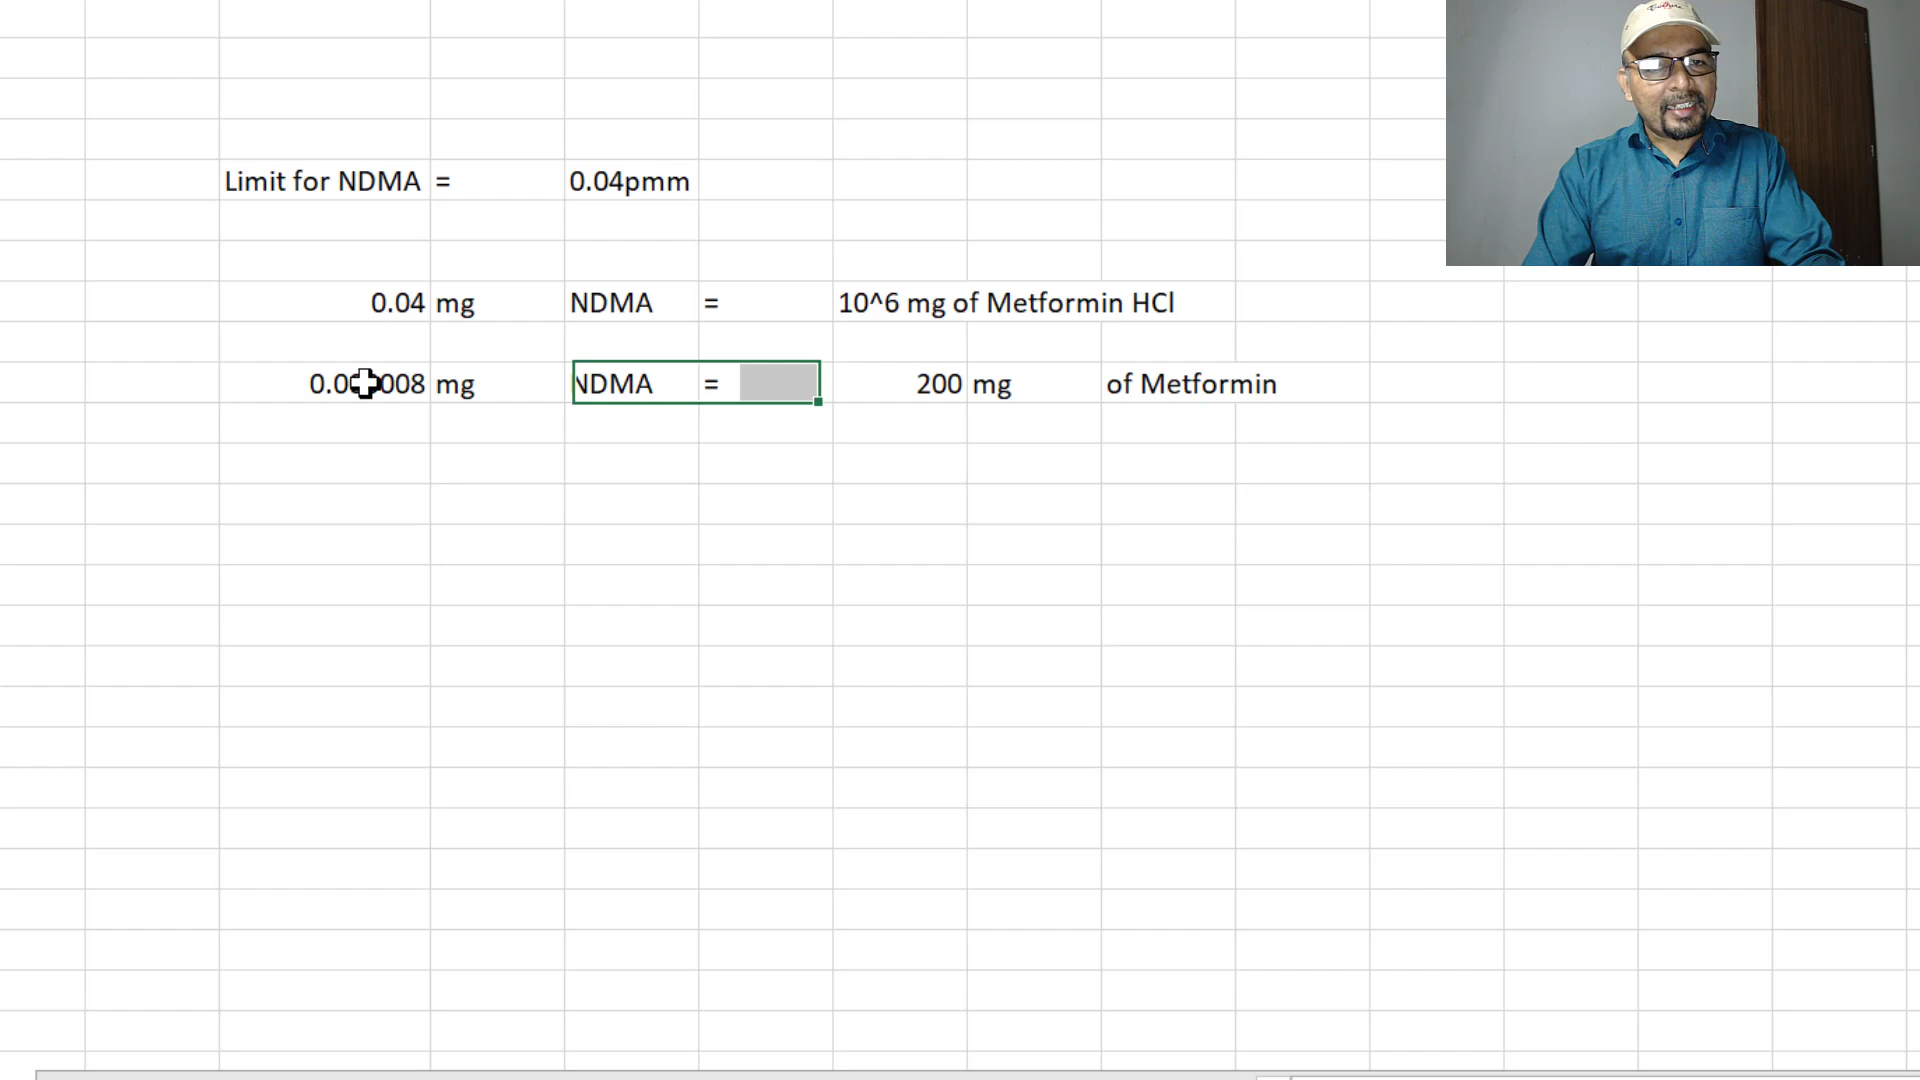 Limit for NDMA = 0.04pmm
0.04 mg NDMA = 10^6 mg of Metformin HCl
mg NDMA = 200 mg of Metformin